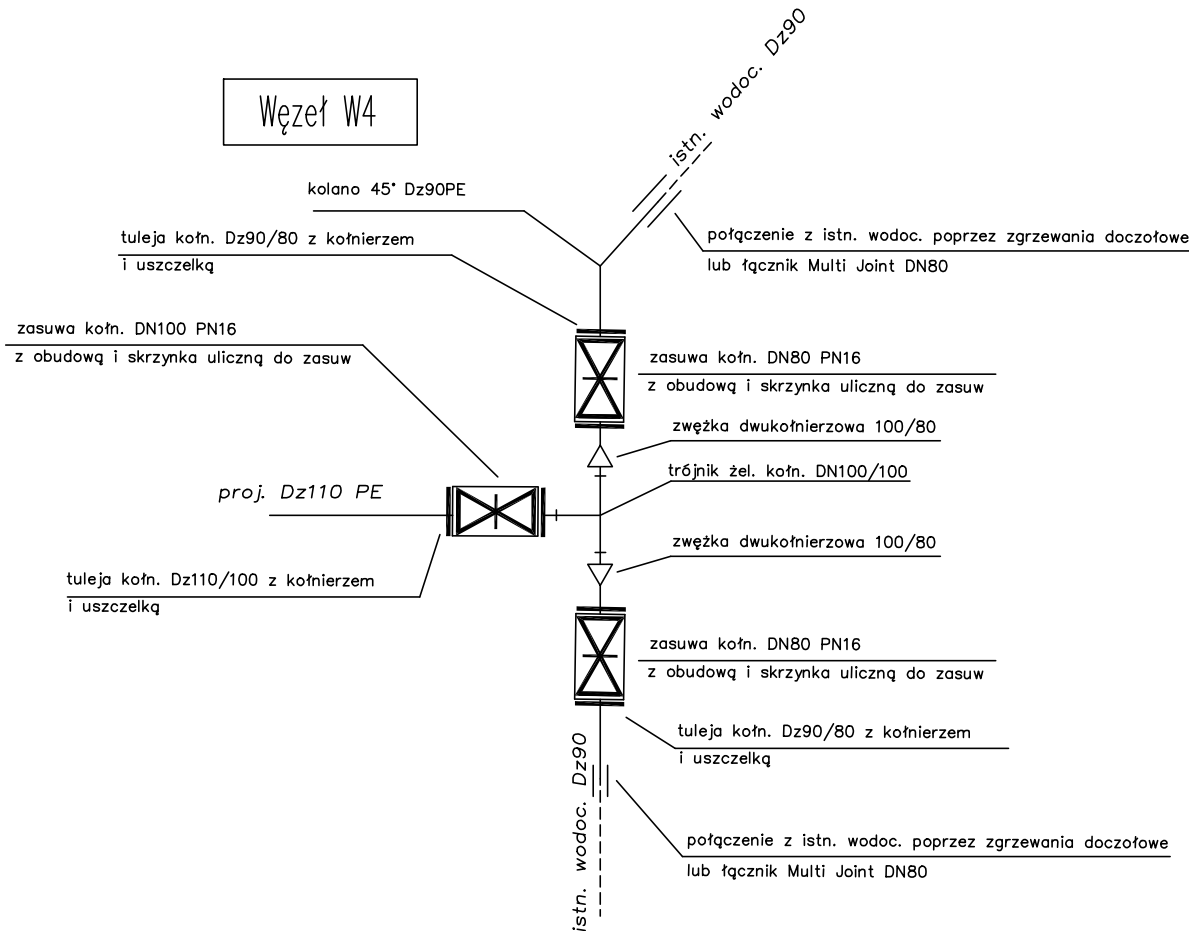 istn. wodoc. Dz90
Węzeł W4
kolano 45° Dz90PE
tuleja kołn. Dz90/80 z kołnierzem
i uszczelką
połączenie z istn. wodoc. poprzez zgrzewania doczołowe
lub łącznik Multi Joint DN80
zasuwa kołn. DN100 PN16
z obudową i skrzynka uliczną do zasuw
zasuwa kołn. DN80 PN16
z obudową i skrzynka uliczną do zasuw
zwężka dwukołnierzowa 100/80
trójnik żel. kołn. DN100/100
proj. Dz110 PE
zwężka dwukołnierzowa 100/80
tuleja kołn. Dz110/100 z kołnierzem
i uszczelką
zasuwa kołn. DN80 PN16
z obudową i skrzynka uliczną do zasuw
tuleja kołn. Dz90/80 z kołnierzem
i uszczelką
istn. wodoc. Dz90
połączenie z istn. wodoc. poprzez zgrzewania doczołowe
lub łącznik Multi Joint DN80